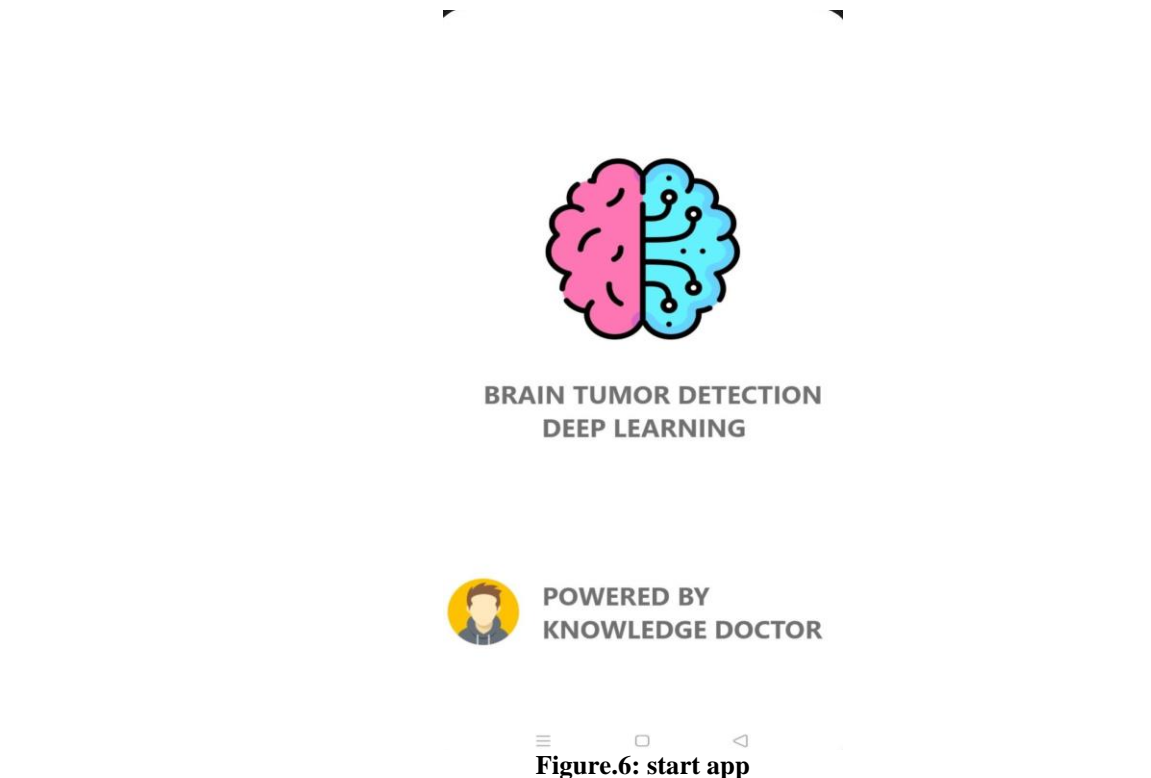 BRAIN TUMOR DETECTION
DEEP LEARNING
POWERED BY
KNOWLEDGE DOCTOR
Figure.6: start app